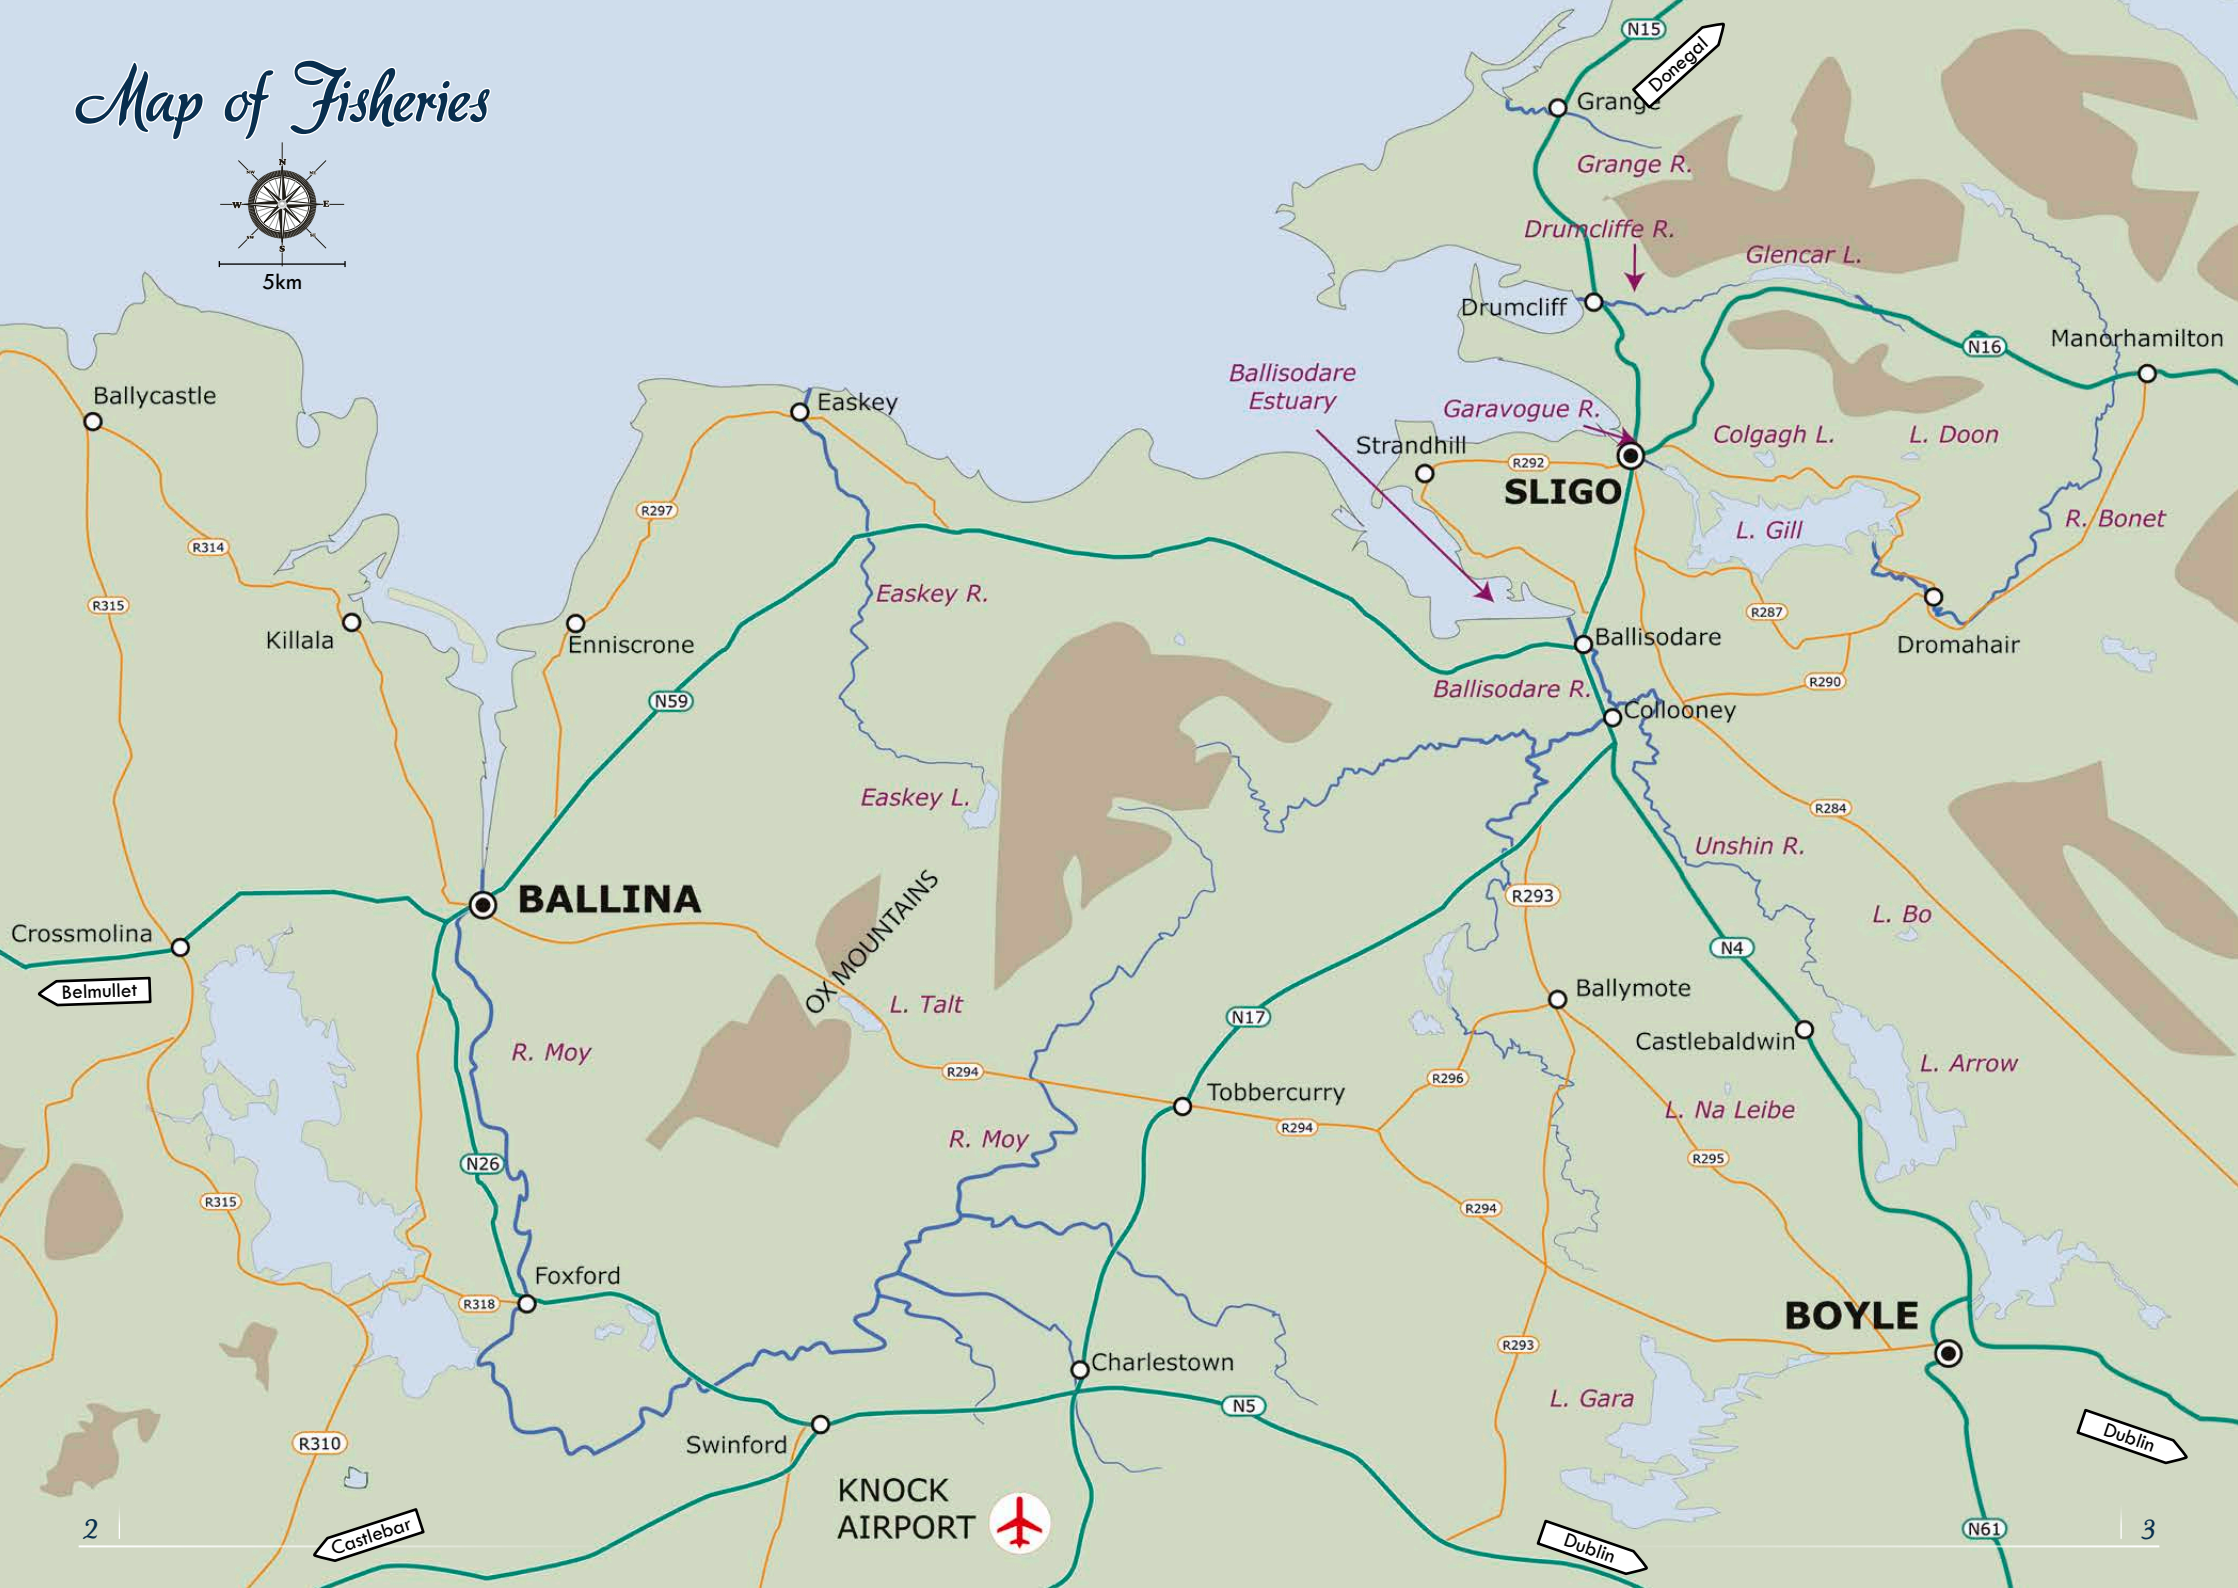 Map of Fisheries
N
W
E
S
5km
N15
Donegal
Grange
Grange R.
Drumcliffe R.
Glencar L.
Drumcliff
N16
Manorhamilton
Ballisodare
Estuary
Garavogue R.
Strandhill
R292
SLIGO
Colgagh L.
L. Doon
L. Gill
R. Bonet
Ballycastle
Easkey
R297
R314
R315
Killala
Enniscrone
Easkey R.
N59
R287
Ballisodare
Dromahair
R290
Ballisodare R.
Collooney
Easkey L.
R284
Unshin R.
BALLINA
Crossmolina
Belmullet
OX MOUNTAINS
L. Talt
R293
L. Bo
N4
Ballymote
N17
Castlebaldwin
L. Arrow
R. Moy
R294
R296
Tobbercurry
L. Na Leibe
R294
R. Moy
N26
R295
R315
R294
Foxford
R318
BOYLE
R293
Charlestown
L. Gara
N5
Swinford
R310
KNOCK
AIRPORT
Castlebar
Dublin
Dublin
N61
2
3